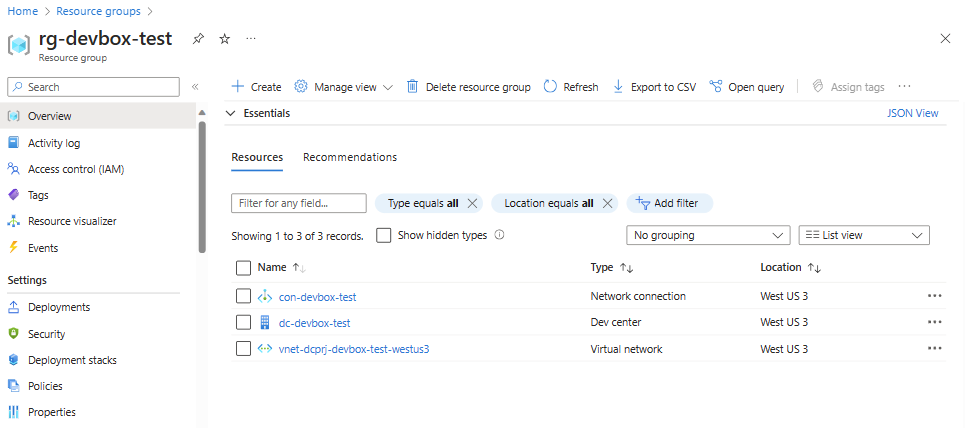 Home > Resource groups >
rg-devbox-test
Resource group
Search
Overview
Activity log
Access control (IAM)
Tags
Resource visualizer
Events
Settings
Deployments
Security
Deployment stacks
Policies
Properties
Create Manage view Delete resource group Refresh Export to CSV Open query Assign tags
Essentials JSON View
Resources Recommendations
Filter for any field... Type equals all Location equals all Add filter
Showing 1 to 3 of 3 records. Show hidden types No grouping List view
Name Type Location
con-devbox-test Network connection West US 3
dc-devbox-test Dev center West US 3
vnet-dcprj-devbox-test-westus3 Virtual network West US 3